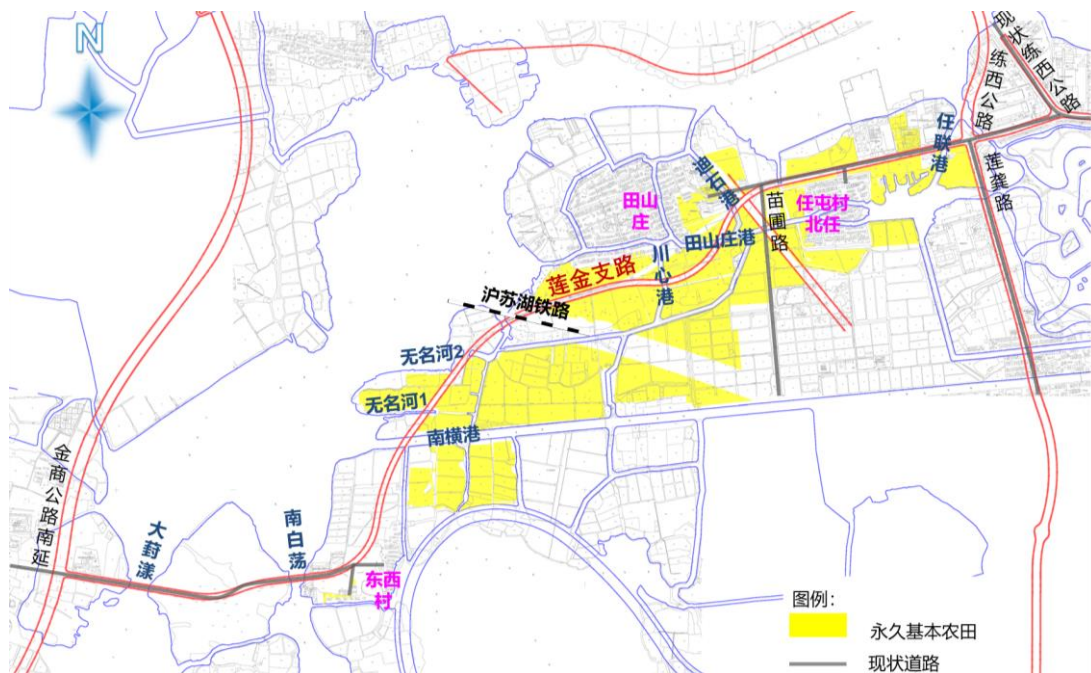 N
现状练西公路
练西公路
任联港
莲龚路
迪石港
田山
庄
苗圃路
任屯村
北任
田山庄港
川心港
莲金支路
沪苏湖铁路
无名河2
无名河1
南横港
金商公路南延
大葑漾
南白荡
东西
村
图例：
永久基本农田
现状道路